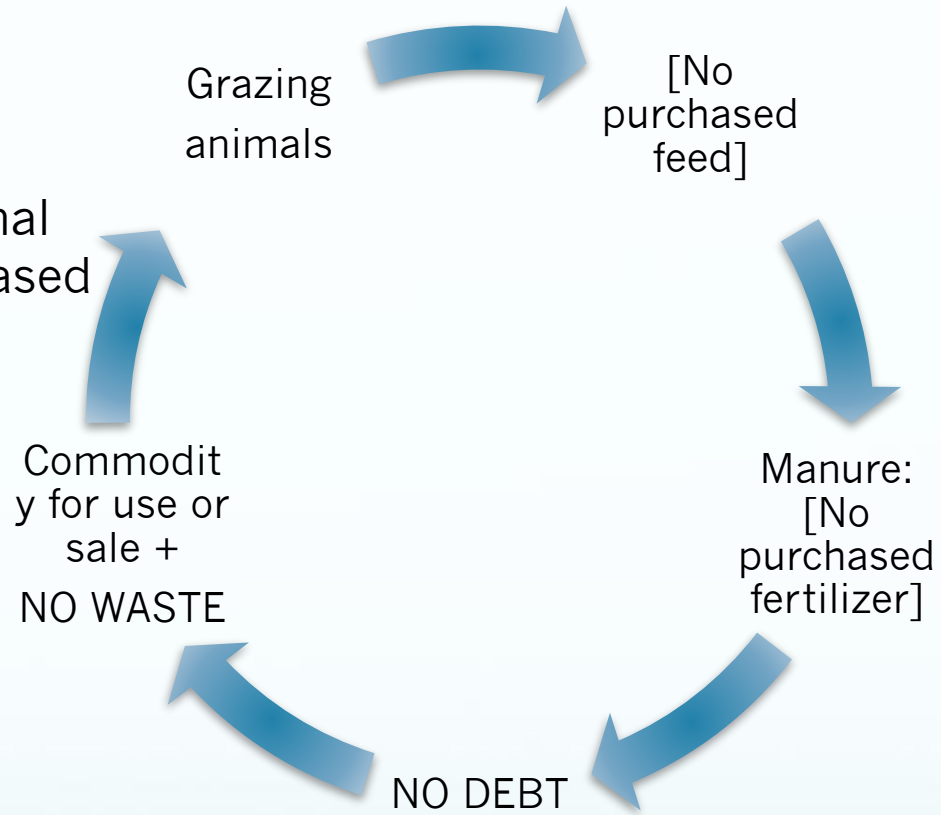 Grazing
animals
[No
purchased
feed]
Manure:
[No
purchased
fertilizer]
NO DEBT
Commodit
y for use or
sale +
NO WASTE